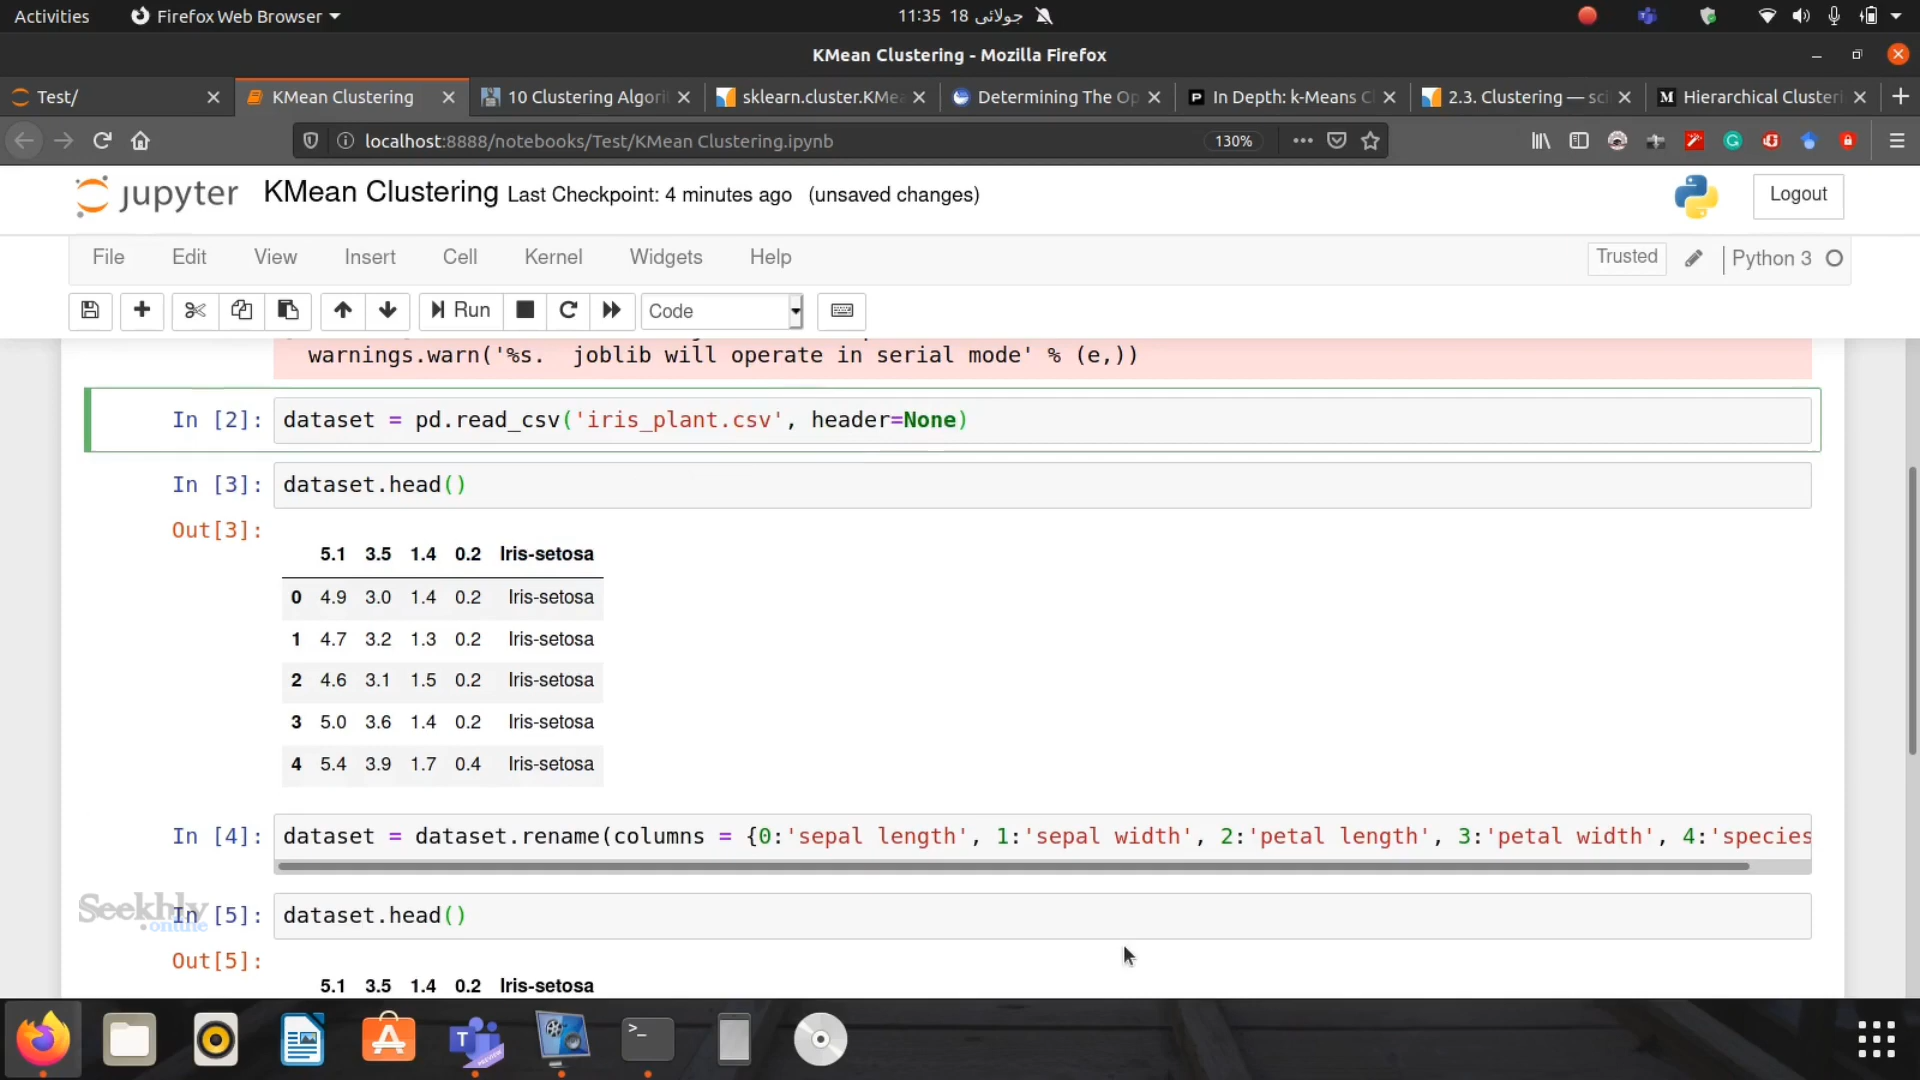 Activities Firefox Web Browser 11:35 18 جولائی
KMean Clustering - Mozilla Firefox
Test/ KMean Clustering 10 Clustering Algori sklearn.cluster.KMea Determining The Op In Depth: k-Means C 2.3. Clustering — sci Hierarchical Cluster
localhost:8888/notebooks/Test/KMean Clustering.ipynb 130%
jupyter KMean Clustering Last Checkpoint: 4 minutes ago (unsaved changes) Logout
File Edit View Insert Cell Kernel Widgets Help Trusted Python 3
Run Code
warnings.warn('%s.  joblib will operate in serial mode' % (e,))
In [2]: dataset = pd.read_csv('iris_plant.csv', header=None)
In [3]: dataset.head()
Out[3]:
5.1 3.5 1.4 0.2 Iris-setosa
0 4.9 3.0 1.4 0.2 Iris-setosa
1 4.7 3.2 1.3 0.2 Iris-setosa
2 4.6 3.1 1.5 0.2 Iris-setosa
3 5.0 3.6 1.4 0.2 Iris-setosa
4 5.4 3.9 1.7 0.4 Iris-setosa
In [4]: dataset = dataset.rename(columns = {0:'sepal length', 1:'sepal width', 2:'petal length', 3:'petal width', 4:'species
Seekhly
.online
In [5]: dataset.head()
Out[5]:
5.1 3.5 1.4 0.2 Iris-setosa